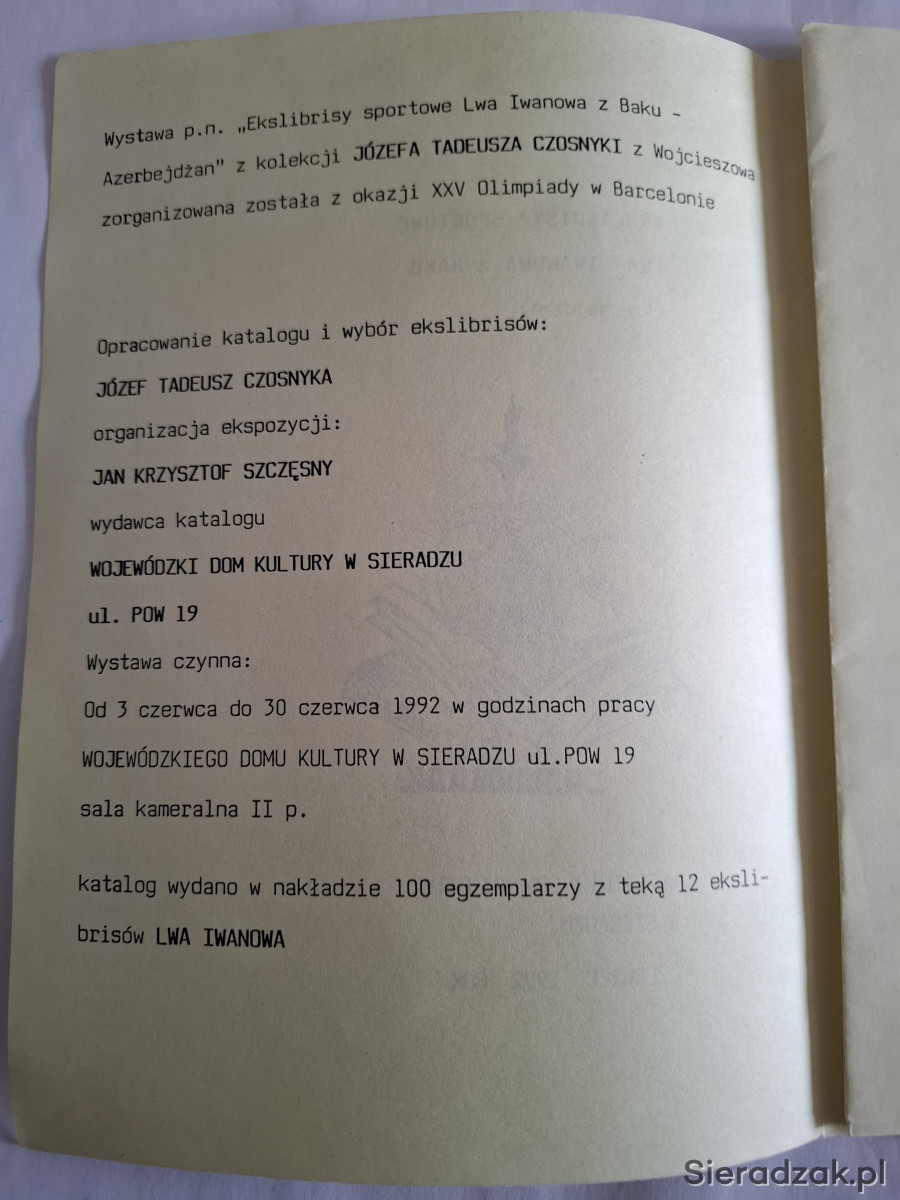 Wystawa p.n. „Ekslibrisy sportowe Lwa Iwanowa z Baku -
Azerbejdżan" z kolekcji JÓZEFA TADEUSZA CZOSNYKI z Wojcieszowa
zorganizowana została z okazji XXV Olimpiady w Barcelonie
Opracowanie katalogu i wybór ekslibrisów:
JÓZEF TADEUSZ CZOSNYKA
organizacja ekspozycji:
JAN KRZYSZTOF SZCZĘSNY
wydawca katalogu
WOJEWÓDZKI DOM KULTURY W SIERADZU
ul. POW 19
Wystawa czynna:
Od 3 czerwca do 30 czerwca 1992 w godzinach pracy
WOJEWÓDZKIEGO DOMU KULTURY W SIERADZU ul.POW 19
sala kameralna II p.
katalog wydano w nakładzie 100 egzemplarzy z teką 12 eksli-
brisów LWA IWANOWA
Sieradzak.pl